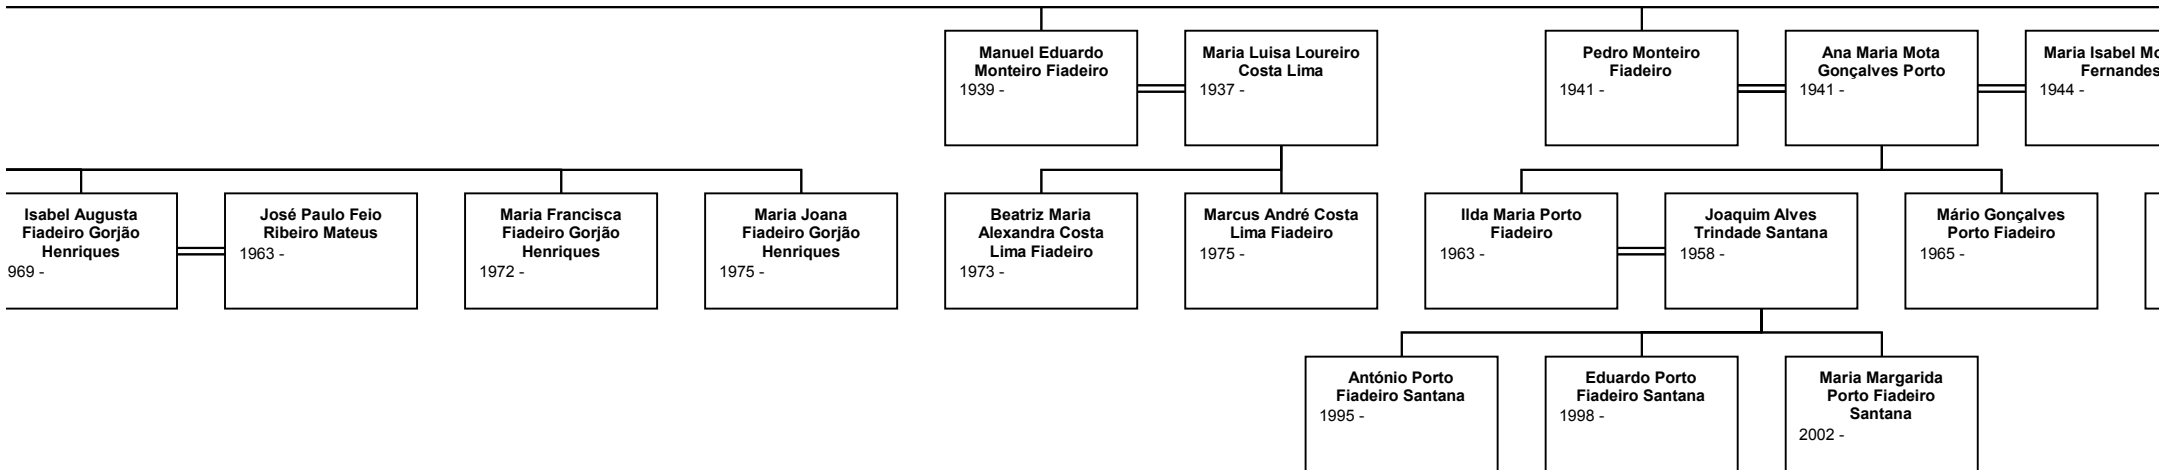 Manuel Eduardo
Monteiro Fiadeiro
1939 -
Maria Luisa Loureiro
Costa Lima
1937 -
Pedro Monteiro
Fiadeiro
1941 -
Ana Maria Mota
Gonçalves Porto
1941 -
Maria Isabel
Fernandes
1944 -
Isabel Augusta
Fiadeiro Gorjão
Henriques
969 -
José Paulo Feio
Ribeiro Mateus
1963 -
Maria Francisca
Fiadeiro Gorjão
Henriques
1972 -
Maria Joana
Fiadeiro Gorjão
Henriques
1975 -
Beatriz Maria
Alexandra Costa
Lima Fiadeiro
1973 -
Marcus André Costa
Lima Fiadeiro
1975 -
Ilda Maria Porto
Fiadeiro
1963 -
Joaquim Alves
Trindade Santana
1958 -
Mário Gonçalves
Porto Fiadeiro
1965 -
António Porto
Fiadeiro Santana
1995 -
Eduardo Porto
Fiadeiro Santana
1998 -
Maria Margarida
Porto Fiadeiro
Santana
2002 -